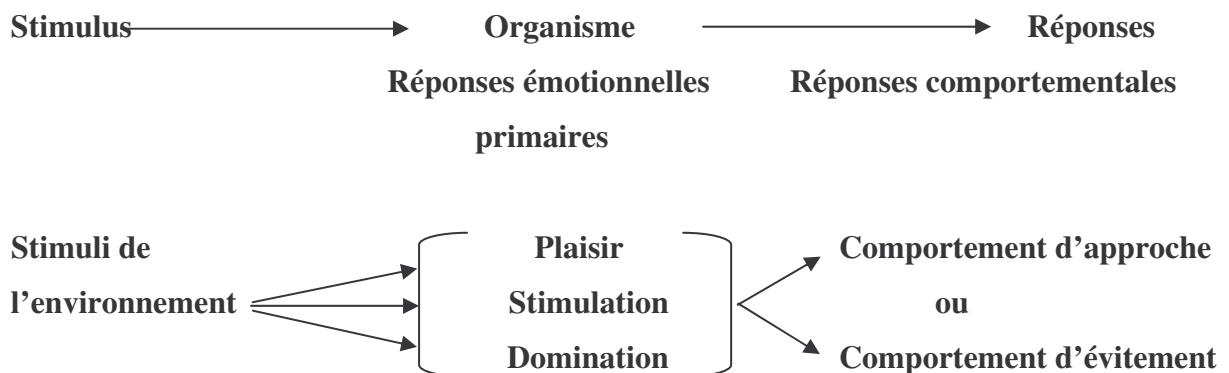 Stimulus Organisme Réponses
Réponses émotionnelles Réponses comportementales
primaires
Stimuli de Plaisir Comportement d’approche
l’environnement Stimulation ou
Domination Comportement d’évitement